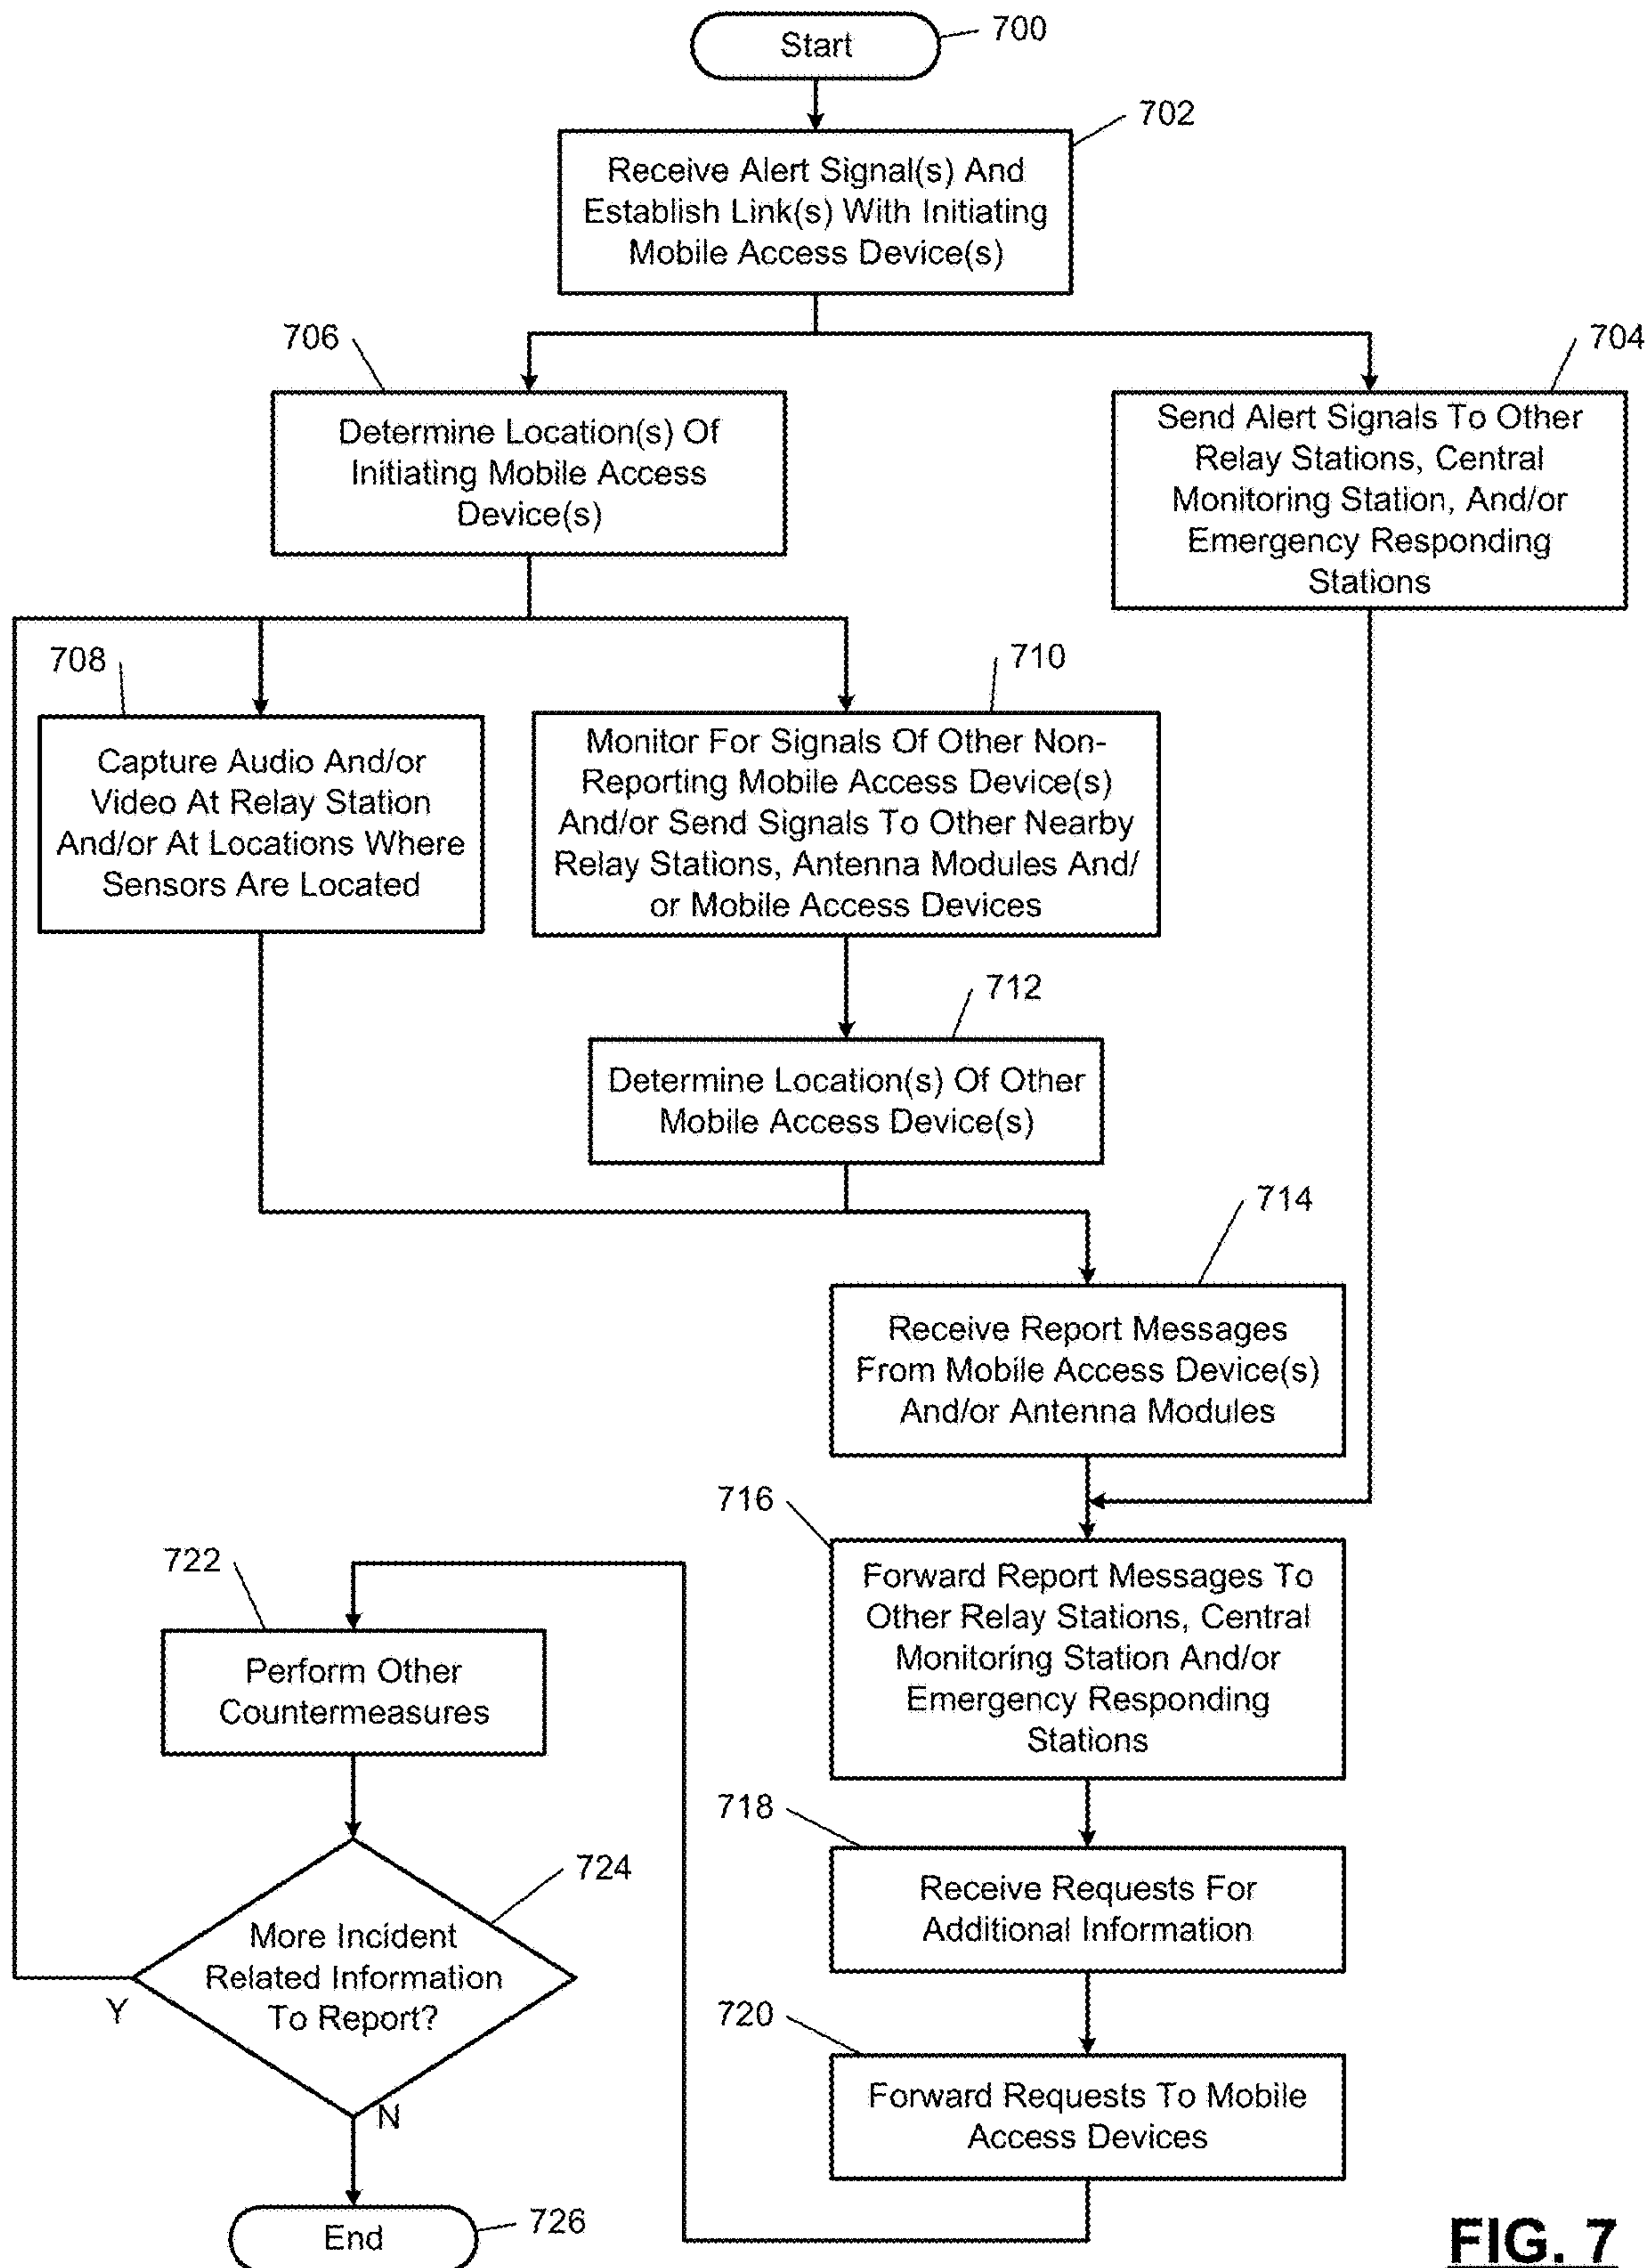 Start
700
702
Receive Alert Signal(s) And
Establish Link(s) With Initiating
Mobile Access Device(s)
706
704
Determine Location(s) Of
Initiating Mobile Access
Device(s)
Send Alert Signals To Other
Relay Stations, Central
Monitoring Station, And/or
Emergency Responding
Stations
708
710
Capture Audio And/or
Video At Relay Station
And/or At Locations Where
Sensors Are Located
Monitor For Signals Of Other Non-
Reporting Mobile Access Device(s)
And/or Send Signals To Other Nearby
Relay Stations, Antenna Modules And/
or Mobile Access Devices
712
Determine Location(s) Of Other
Mobile Access Device(s)
714
Receive Report Messages
From Mobile Access Device(s)
And/or Antenna Modules
716
Forward Report Messages To
Other Relay Stations, Central
Monitoring Station And/or
Emergency Responding
Stations
718
Receive Requests For
Additional Information
720
Forward Requests To Mobile
Access Devices
722
Perform Other
Countermeasures
724
More Incident
Related Information
To Report?
Y
N
End
726
FIG. 7